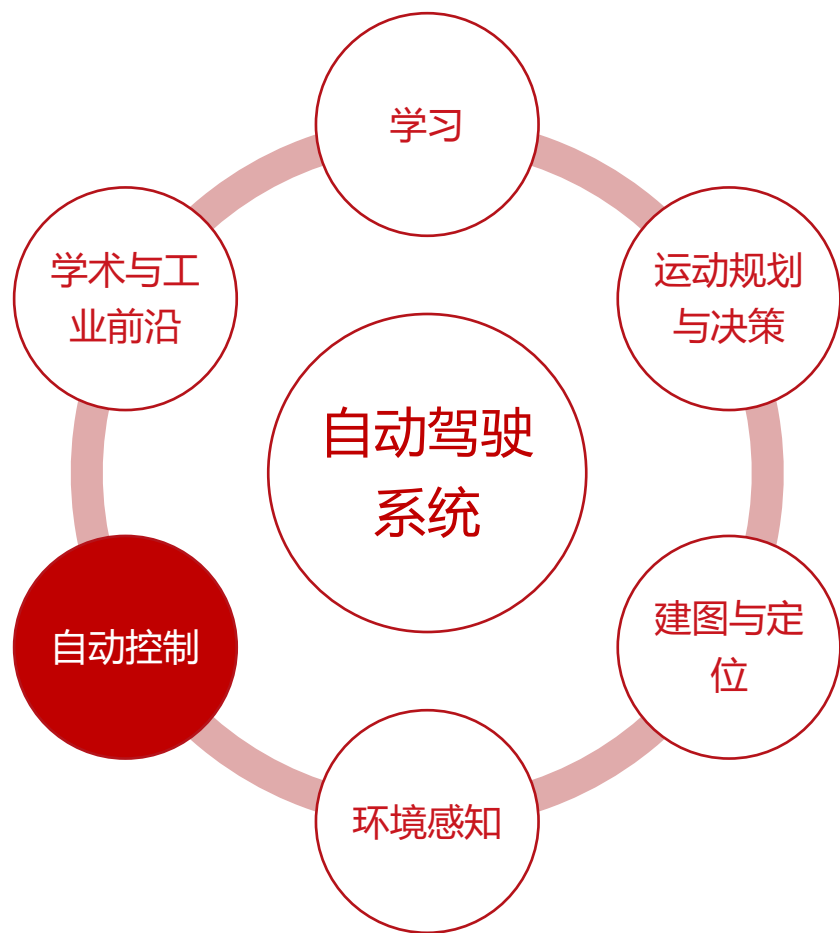 学习
学术与工
业前沿
运动规划
与决策
自动驾驶
系统
自动控制
建图与定
位
环境感知